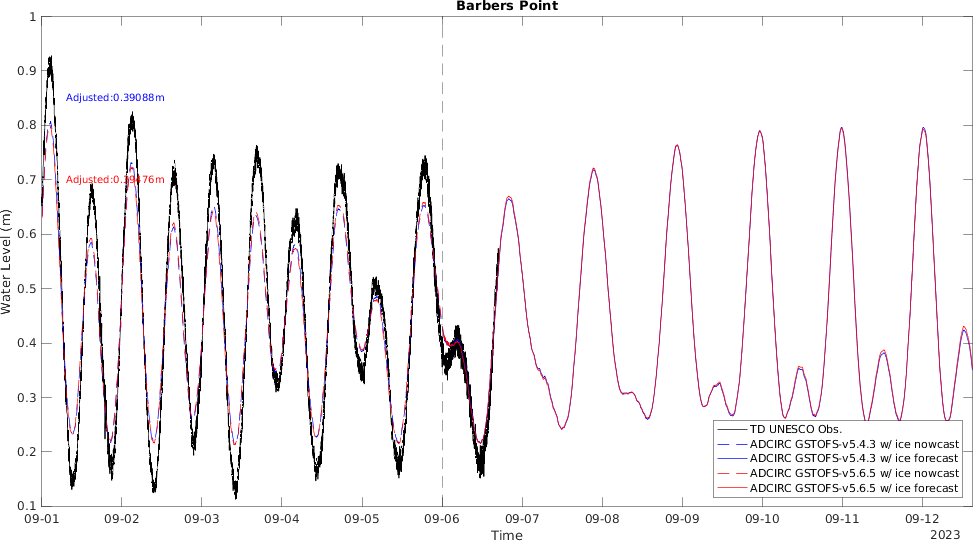 Barbers Point
1
0.9
0.8
0.7
0.6
0.5
0.4
0.3
0.2
0.1
Water Level (m)
Adjusted:0.39088m
Adjusted:0.39476m
TD UNESCO Obs.
ADCIRC GSTOFS-v5.4.3 w/ ice nowcast
ADCIRC GSTOFS-v5.4.3 w/ ice forecast
ADCIRC GSTOFS-v5.6.5 w/ ice nowcast
ADCIRC GSTOFS-v5.6.5 w/ ice forecast
09-01 09-02 09-03 09-04 09-05 09-06 09-07 09-08 09-09 09-10 09-11 09-12
Time
2023